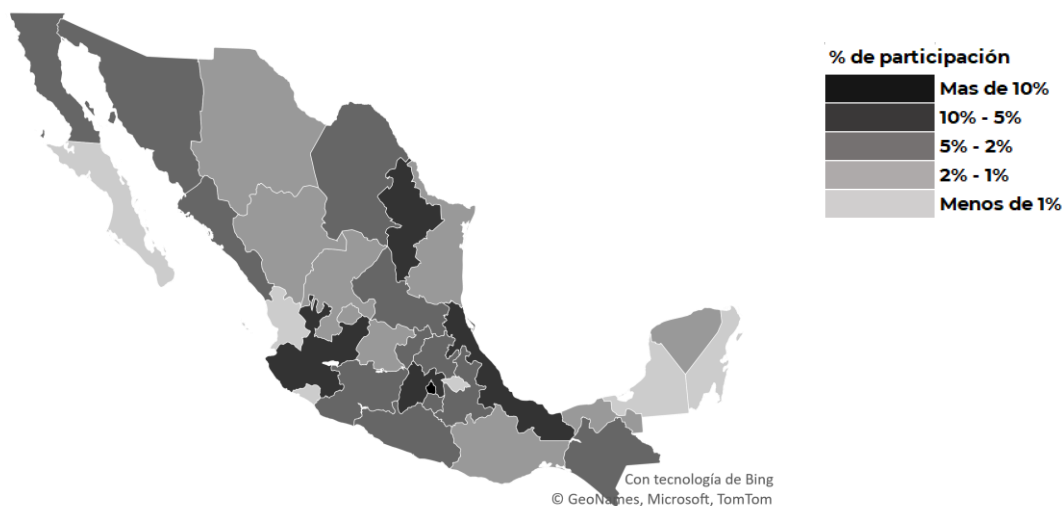 % de participación
Mas de 10%
10% - 5%
5% - 2%
2% - 1%
Menos de 1%
Con tecnología de Bing
© GeoNames, Microsoft, TomTom